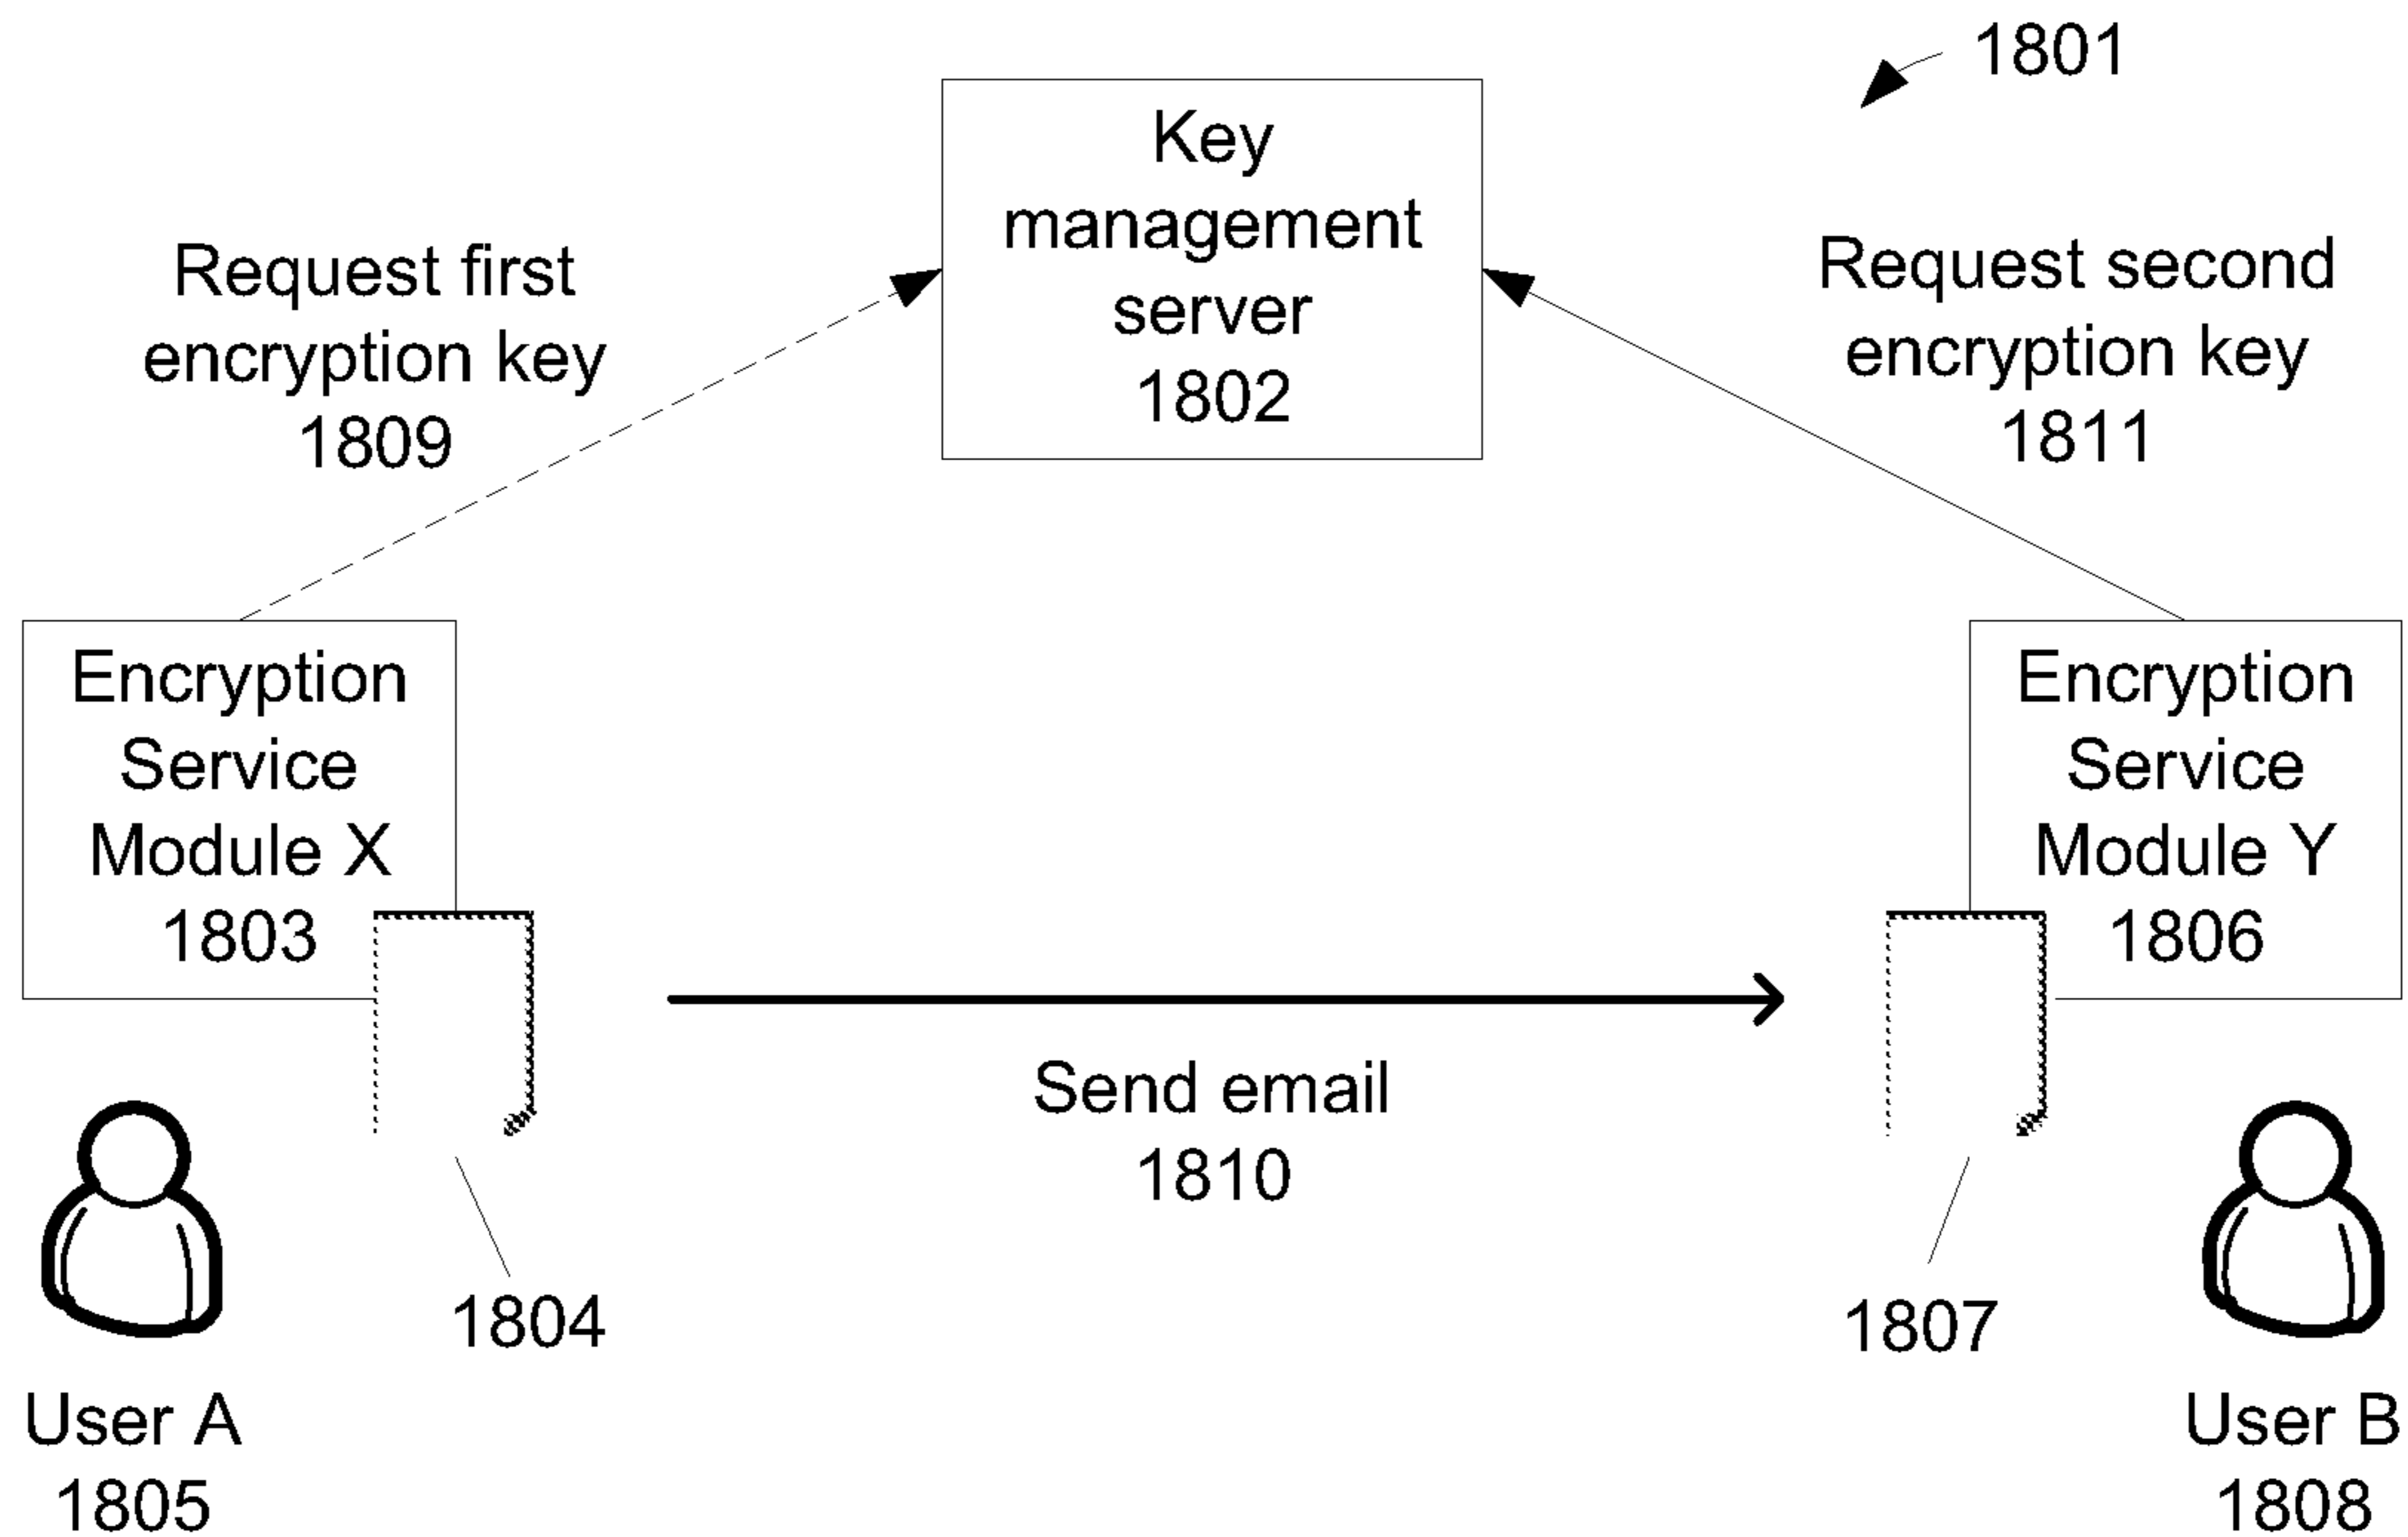 1801
Key
management
server
1802
Request first
encryption key
1809
Request second
encryption key
1811
Encryption
Service
Module X
1803
Encryption
Service
Module Y
1806
Send email
1810
1804
1807
User A
1805
User B
1808